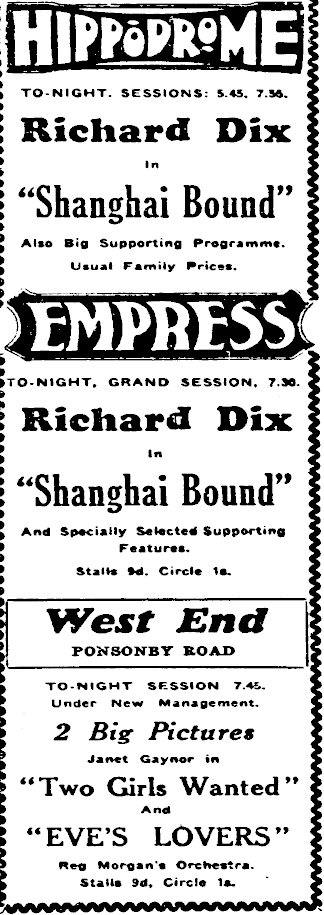 HIPPODROME
TO-NIGHT. SESSIONS: 5.45, 7.36.
Richard Dix
In
"Shanghai Bound"
Also Big Supporting Programme.
Usual Family Prices.
EMPRESS
TO-NIGHT, GRAND SESSION, 7.36.
Richard Dix
In
"Shanghai Bound"
And Specially Selected Supporting
Features.
Stalls 9d. Circle 1s.
West End
PONSONBY ROAD
TO-NIGHT SESSION 7.45.
Under New Management.
2 Big Pictures
Janet Gaynor in
"Two Girls Wanted"
And
"EVE'S LOVERS"
Reg Morgan's Orchestra.
Stalls 9d, Circle 1s.